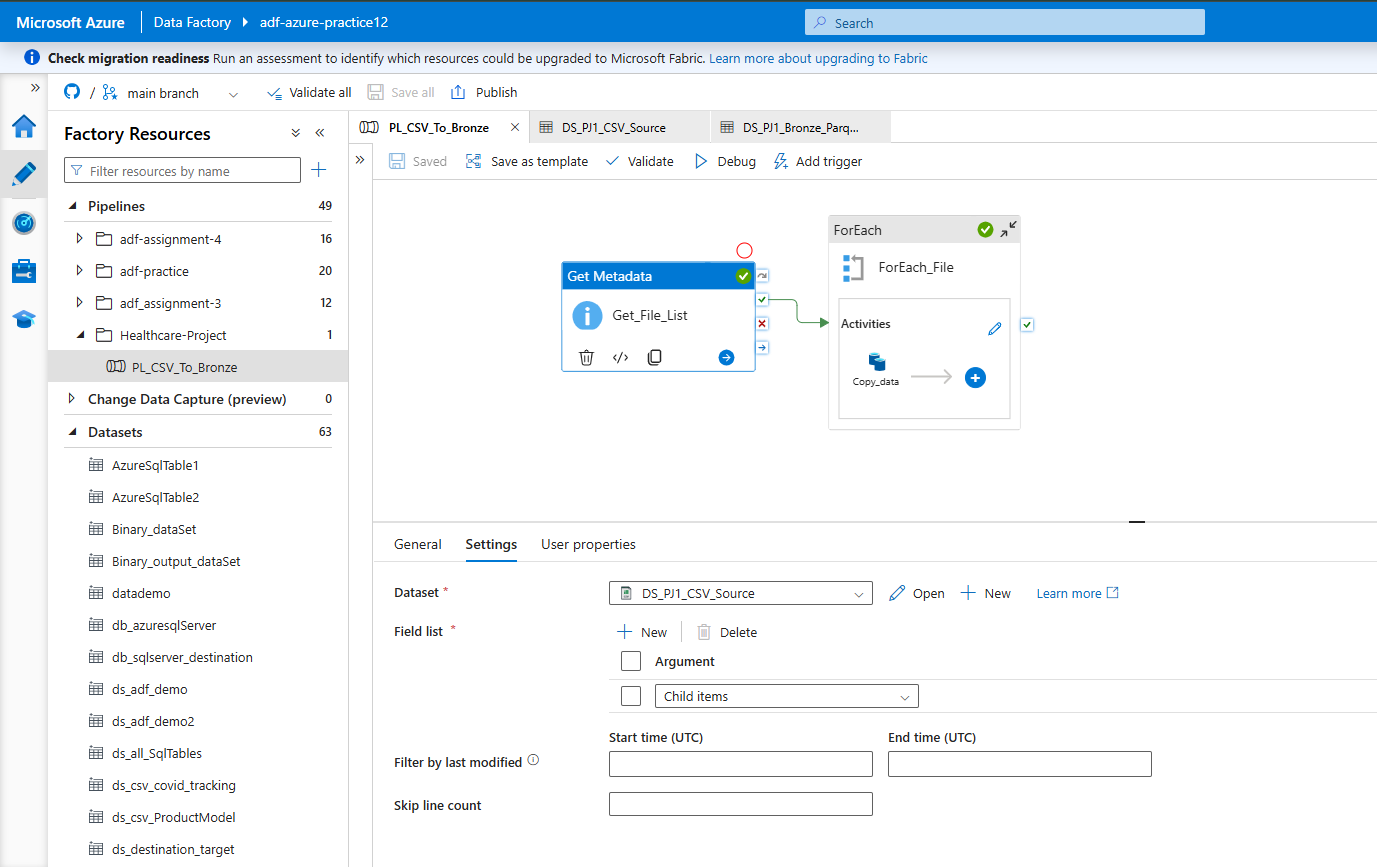 Microsoft Azure Data Factory adf-azure-practice12 Search
Check migration readiness Run an assessment to identify which resources could be upgraded to Microsoft Fabric. Learn more about upgrading to Fabric
/ main branch Validate all Save all Publish
Factory Resources
Filter resources by name
Pipelines 49
adf-assignment-4 16
adf-practice 20
adf_assignment-3 12
Healthcare-Project 1
PL_CSV_To_Bronze
Change Data Capture (preview) 0
Datasets 63
AzureSqlTable1
AzureSqlTable2
Binary_dataSet
Binary_output_dataSet
datademo
db_azuresqlServer
db_sqlserver_destination
ds_adf_demo
ds_adf_demo2
ds_all_SqlTables
ds_csv_covid_tracking
ds_csv_ProductModel
ds_destination_target
PL_CSV_To_Bronze DS_PJ1_CSV_Source DS_PJ1_Bronze_Parq...
Saved Save as template Validate Debug Add trigger
Get Metadata
Get_File_List
ForEach
ForEach_File
Activities
Copy_data
General Settings User properties
Dataset * DS_PJ1_CSV_Source Open New Learn more
Field list * New Delete
Argument
Child items
Start time (UTC) End time (UTC)
Filter by last modified
Skip line count